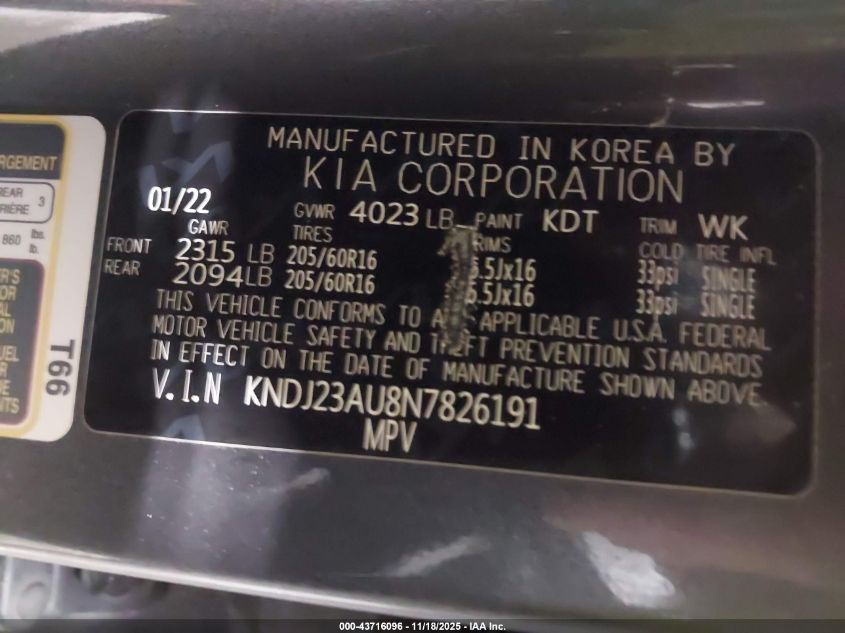 RGEMENT
REAR
RIÈRE 3
860 lbs.
lb.
T66
MANUFACTURED IN KOREA BY
KIA CORPORATION
01/22 GVWR 4023 LB PAINT KDT TRIM WK
GAWR TIRES RIMS COLD TIRE INFL
FRONT 2315 LB 205/60R16 6.5Jx16 33psi SINGLE
REAR 2094 LB 205/60R16 6.5Jx16 33psi SINGLE
THIS VEHICLE CONFORMS TO APPLICABLE U.S.A. FEDERAL
MOTOR VEHICLE SAFETY AND THEFT PREVENTION STANDARDS
IN EFFECT ON THE DATE OF MANUFACTURE SHOWN ABOVE.
V.I.N KNDJ23AU8N7826191
MPV
000-43716096 - 11/18/2025 - IAA Inc.